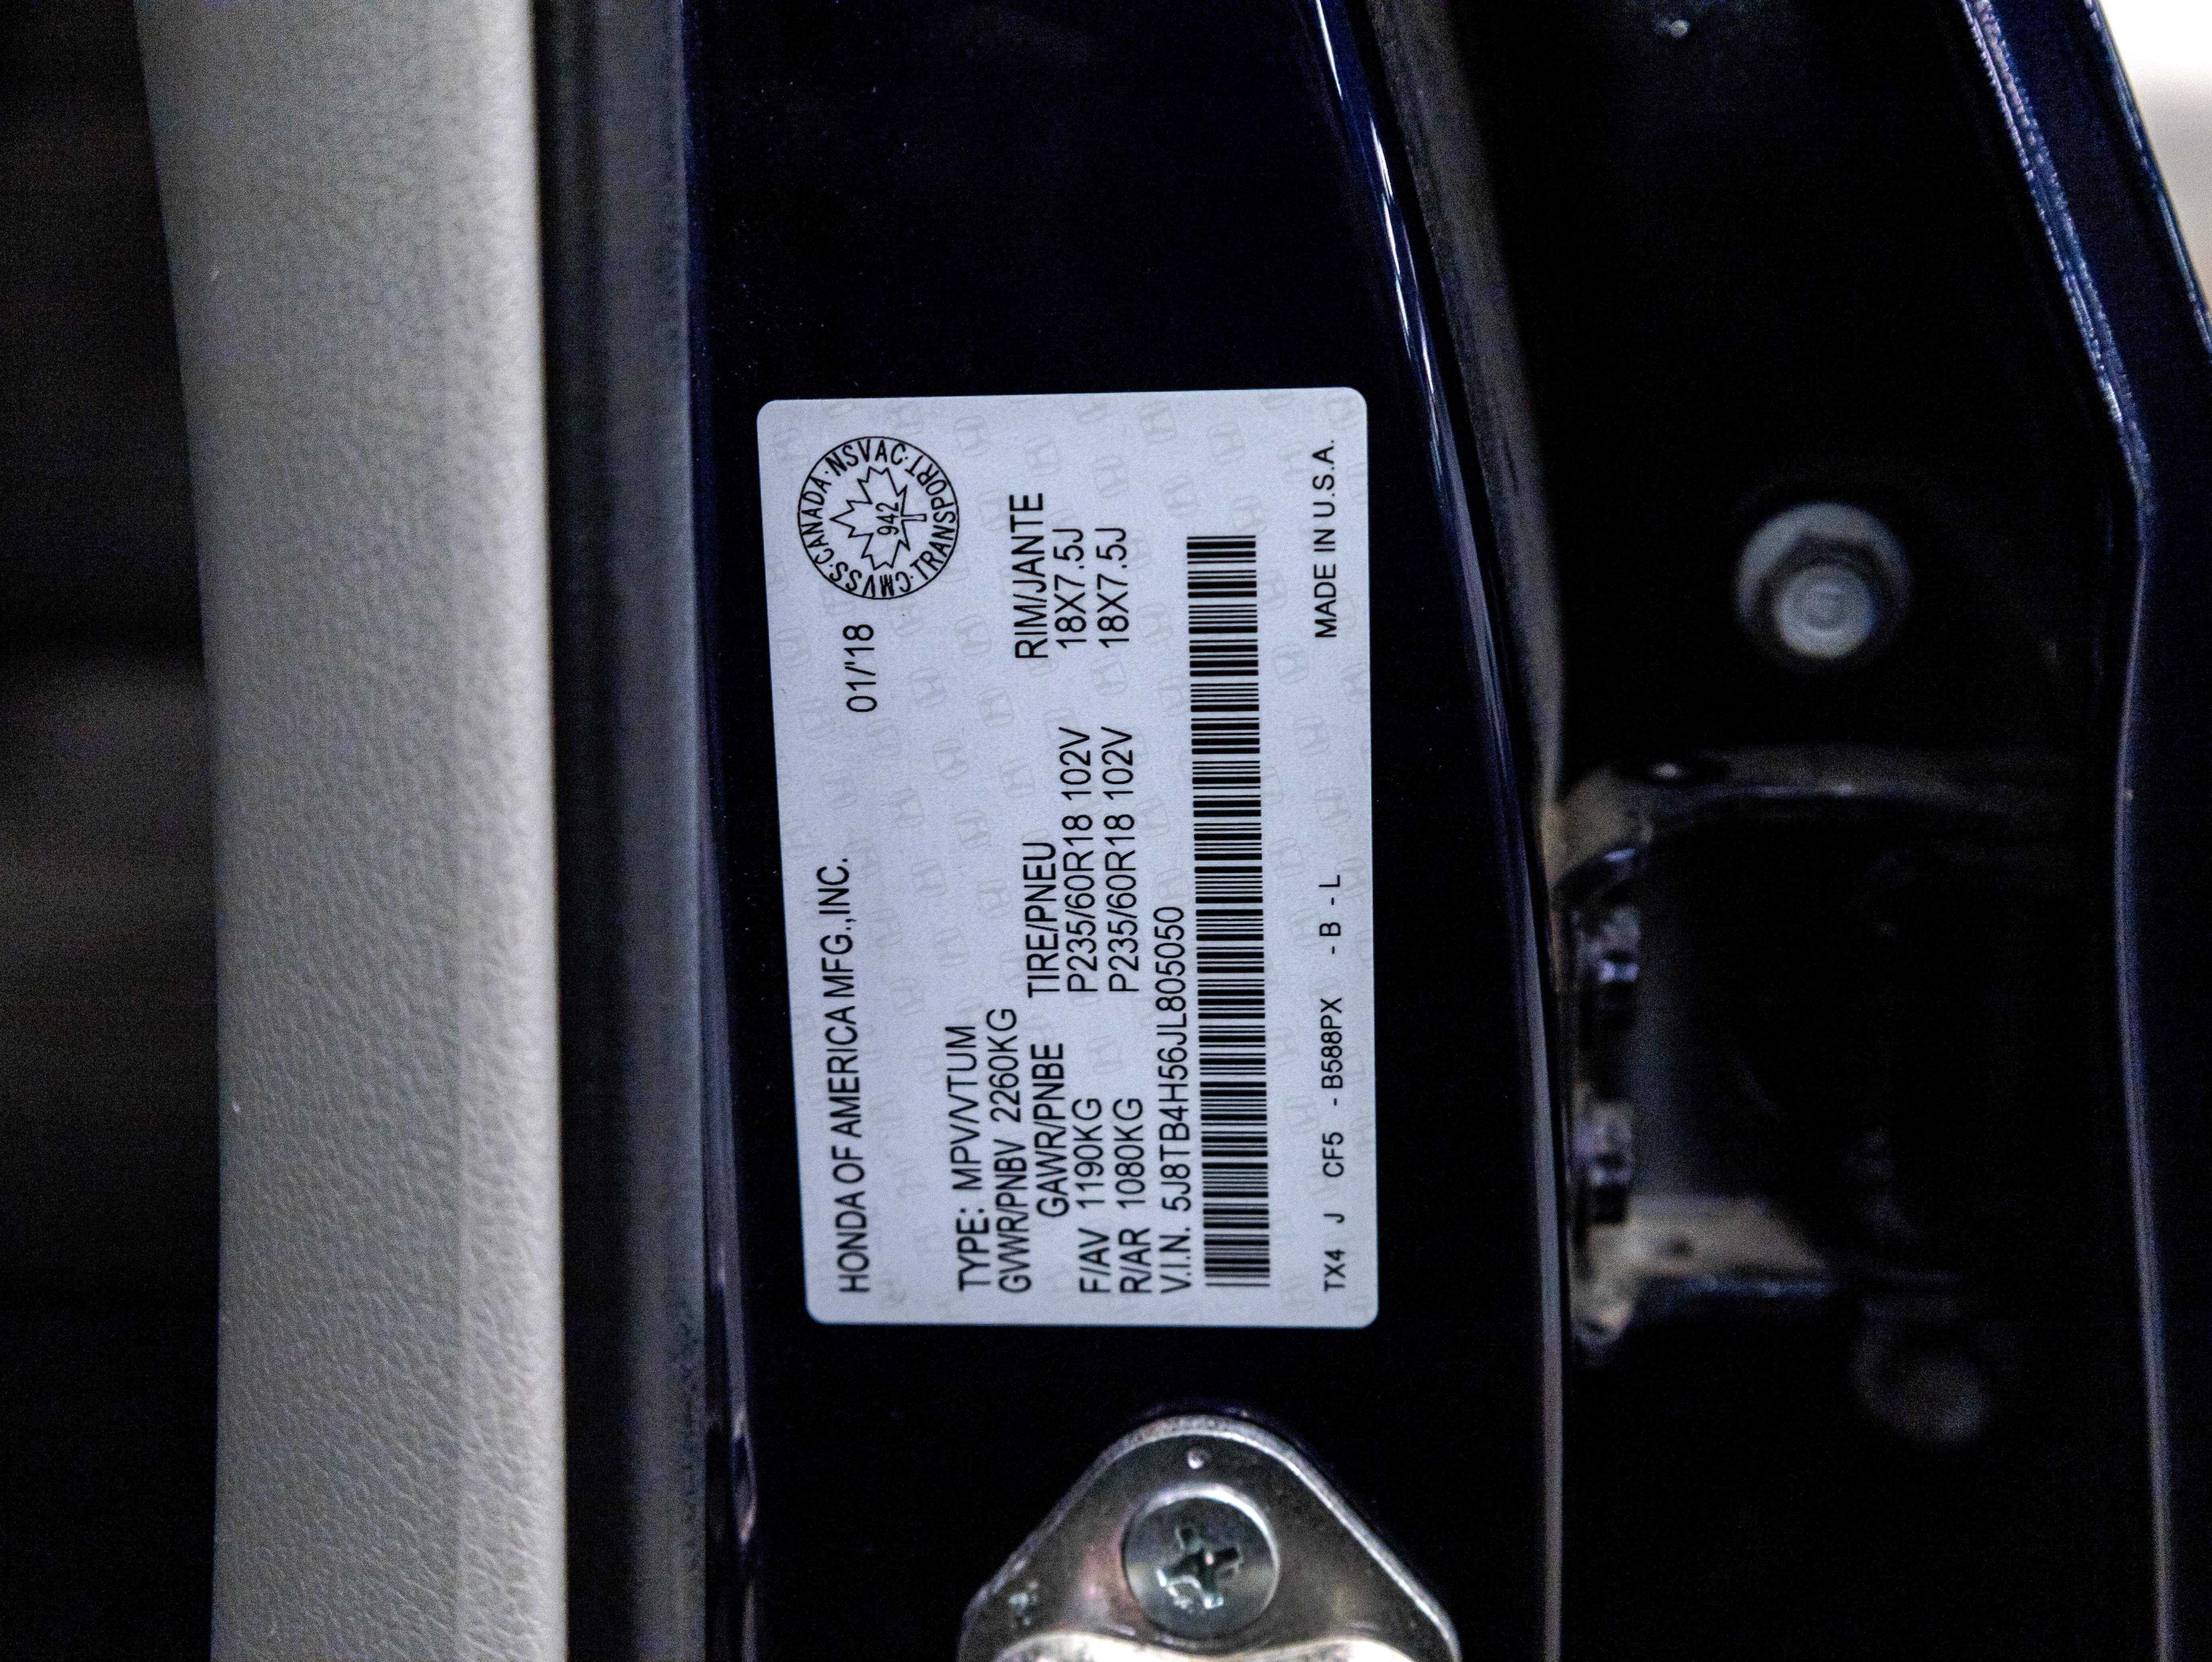 HONDA OF AMERICA MFG.,INC. 01/'18
CMVSS·CANADA·NSVAC·TRANSPORT
942
TYPE: MPV/VTUM
GVWR/PNBV 2260KG
GAWR/PNBE TIRE/PNEU RIM/JANTE
F/AV 1190KG P235/60R18 102V 18X7.5J
R/AR 1080KG P235/60R18 102V 18X7.5J
V.I.N. 5J8TB4H56JL805050
TX4 J CF5 - B588PX - B - L MADE IN U.S.A.